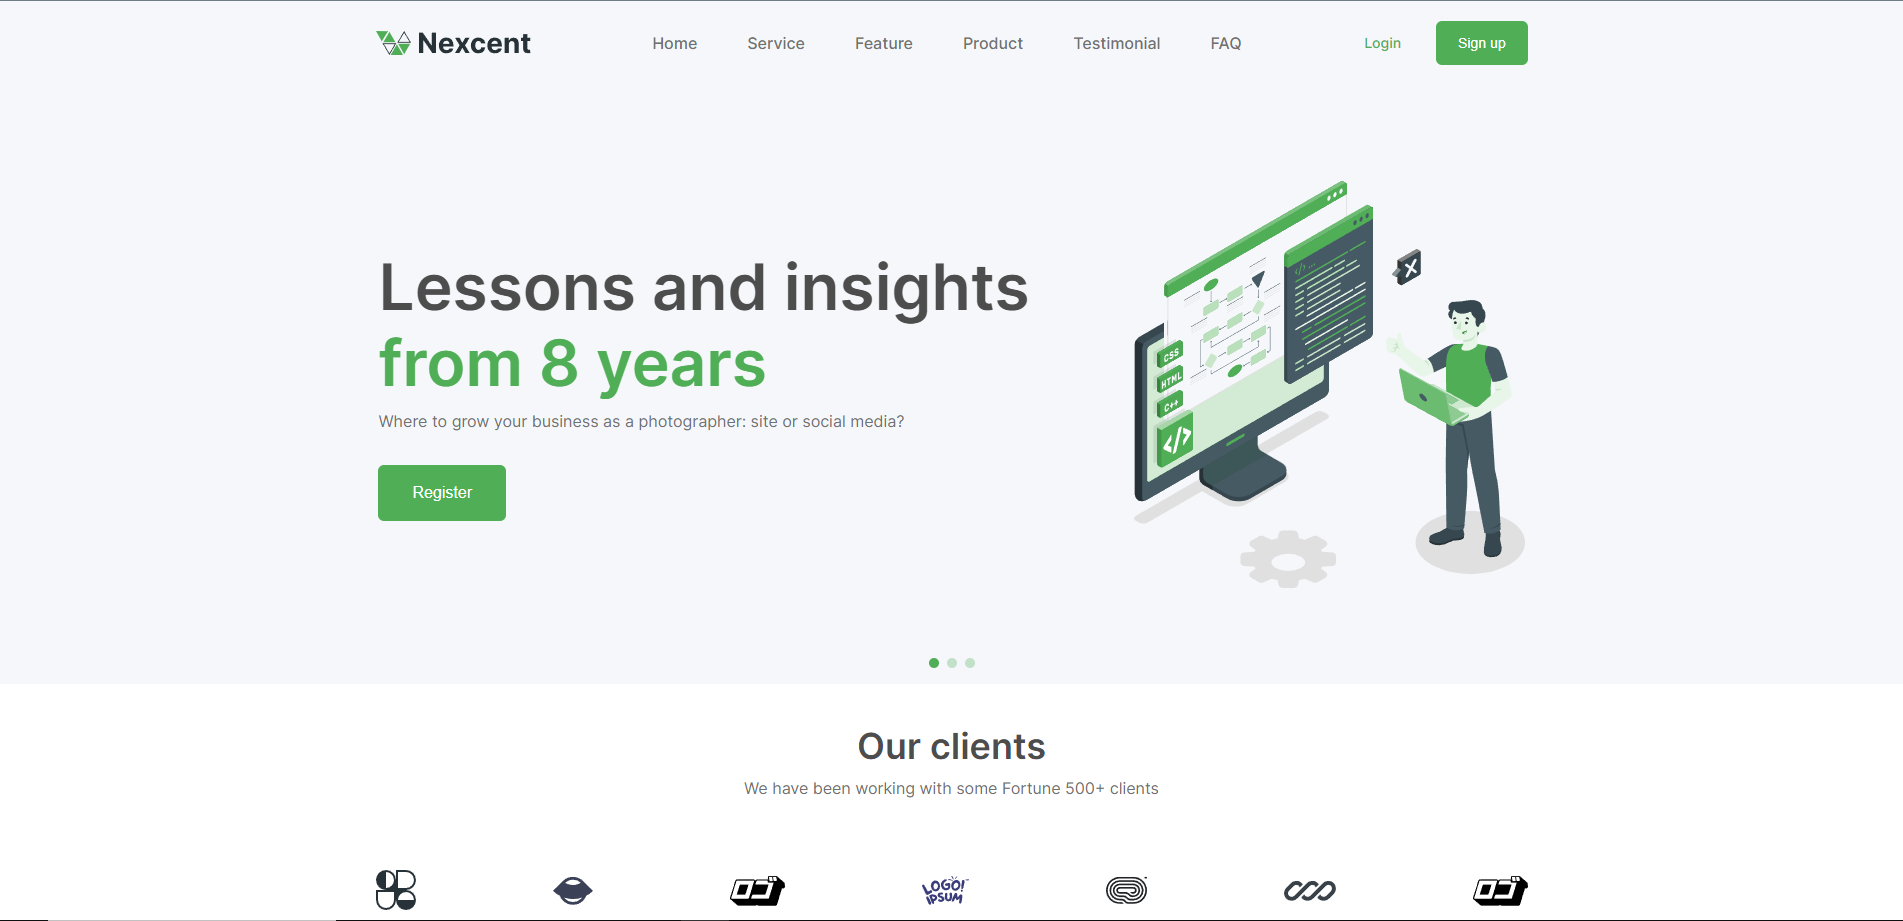 Nexcent
Home Service Feature Product Testimonial FAQ
Login
Sign up
Lessons and insights
from 8 years
Where to grow your business as a photographer: site or social media?
Register
CSS
HTML
C++
</>
X
Our clients
We have been working with some Fortune 500+ clients
LOGO!
IPSUM